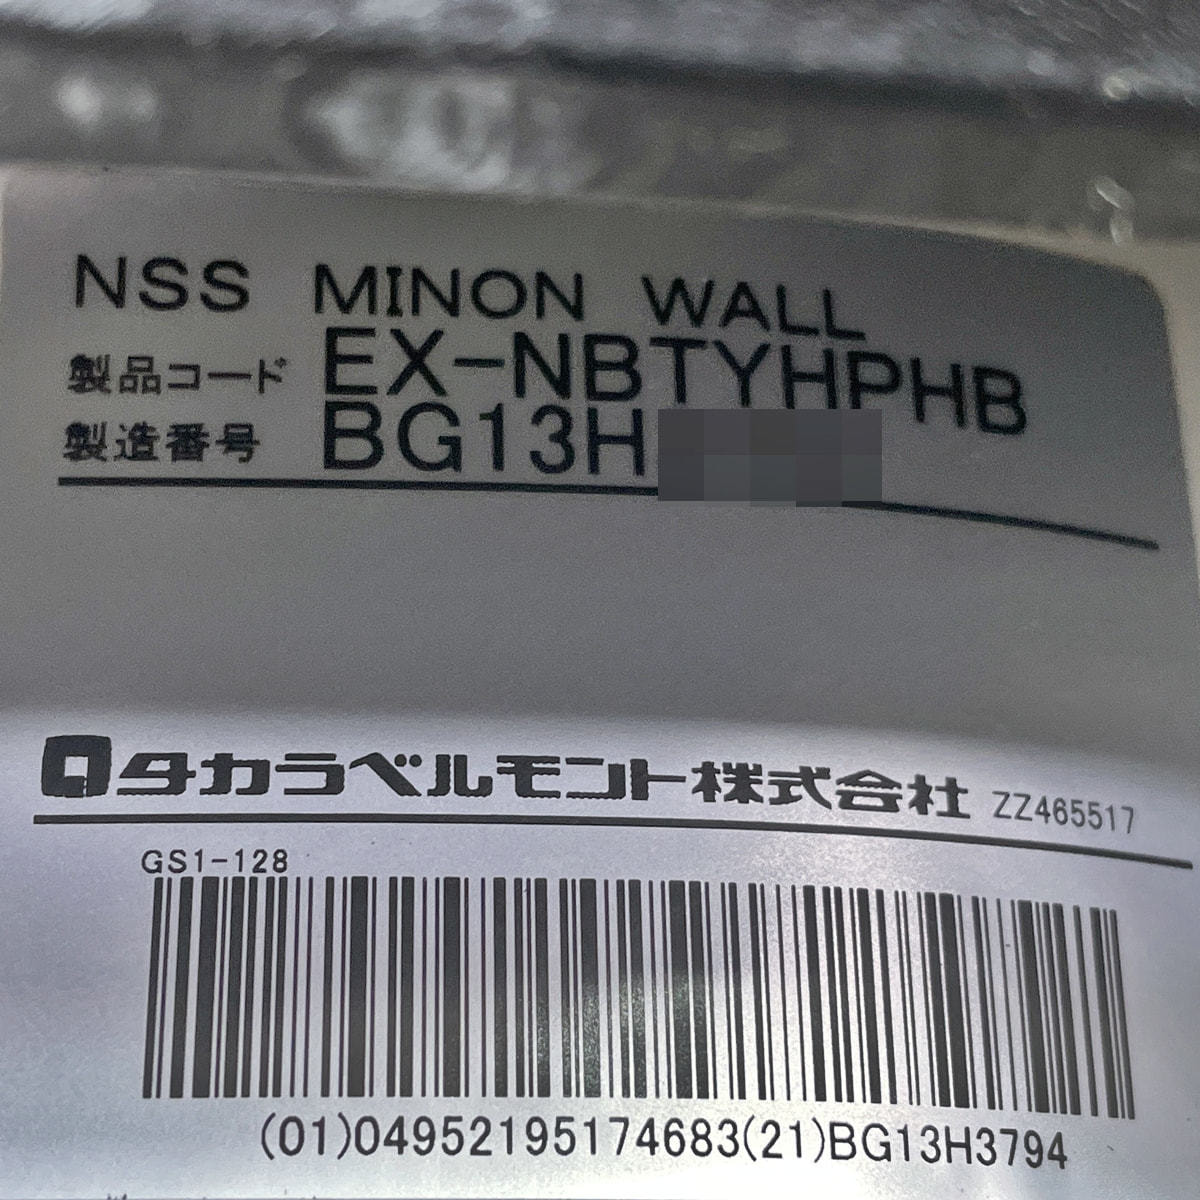 NSS MINON WALL
製品コード EX-NBTYHPHB
製造番号 BG13H
タカラベルモント株式会社 ZZ465517
GS1-128
(01)04952195174683(21)BG13H3794